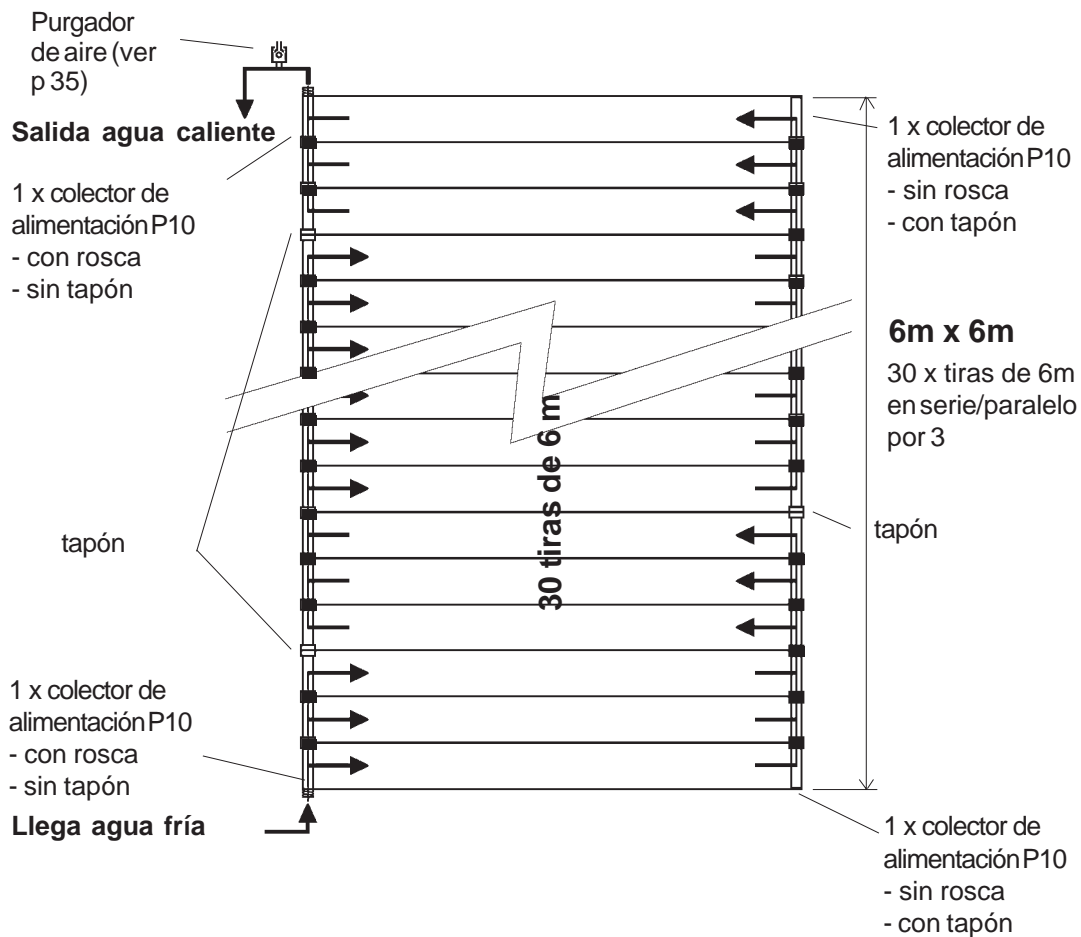 Purgador
de aire (ver
p 35)
Salida agua caliente
1 x colector de
alimentación P10
- con rosca
- sin tapón
1 x colector de
alimentación P10
- sin rosca
- con tapón
6m x 6m
30 x tiras de 6m
en serie/paralelo
por 3
30 tiras de 6 m
tapón
tapón
1 x colector de
alimentación P10
- con rosca
- sin tapón
Llega agua fría
1 x colector de
alimentación P10
- sin rosca
- con tapón